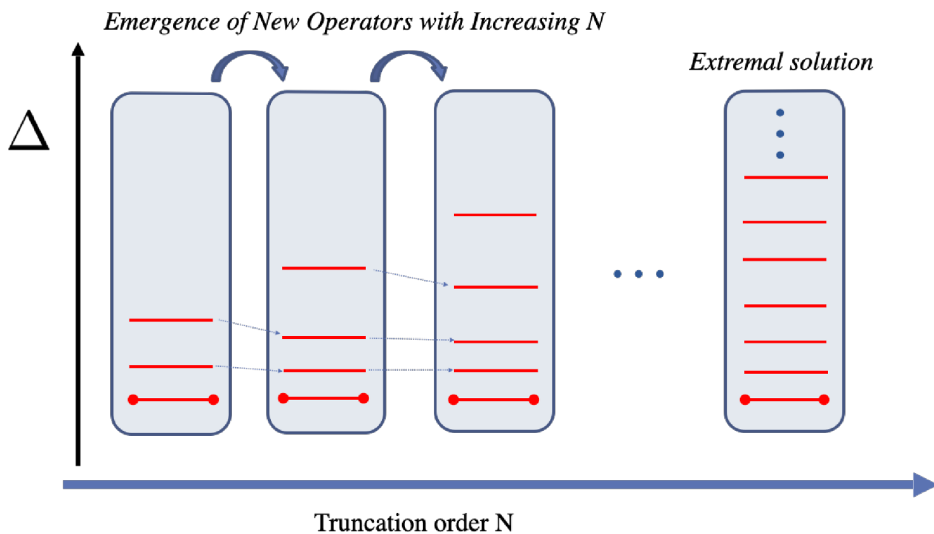 Emergence of New Operators with Increasing N
Extremal solution
Δ
Truncation order N